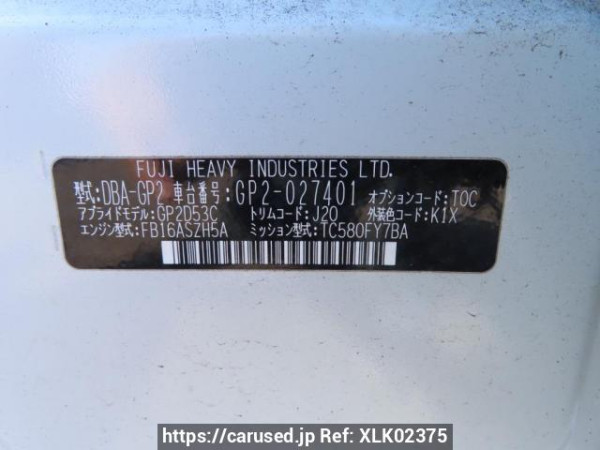 FUJI HEAVY INDUSTRIES LTD.
型式:DBA-GP2 車台番号:GP2-027401 オプションコード:TOC
アプライドモデル:GP2D53C トリムコード:J20 外装色コード:K1X
エンジン型式:FB16ASZH5A ミッション型式:TC580FY7BA
https://carused.jp Ref: XLK02375